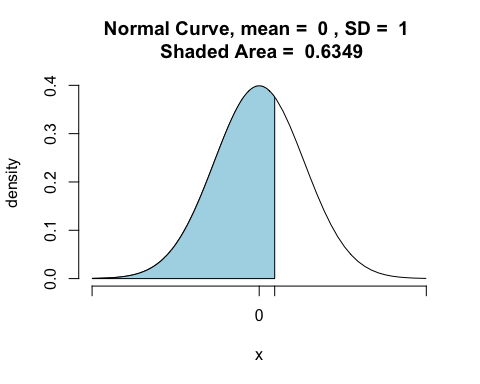 Normal Curve, mean = 0 , SD = 1
Shaded Area = 0.6349
density
0.4
0.3
0.2
0.1
0.0
0
x